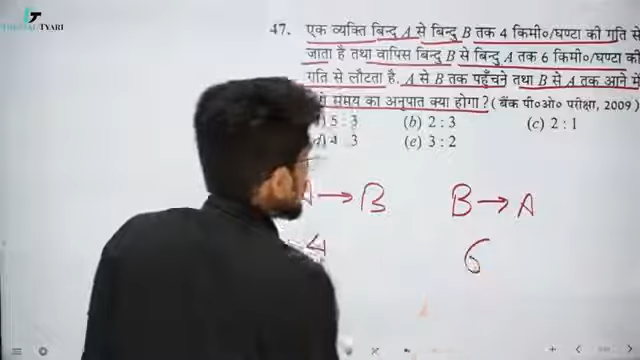 TYARI
47. एक व्यक्ति बिन्दु A से बिन्दु B तक 4 किमी०/घण्टा की गति से
जाता है तथा वापिस बिन्दु B से बिन्दु A तक 6 किमी०/घण्टा की
गति से लौटता है. A से B तक पहुँचने तथा B से A तक आने में
समय का अनुपात क्या होगा? (बैंक पी०ओ० परीक्षा, 2009)
5 : 3 (b) 2 : 3 (c) 2 : 1
3 (e) 3 : 2
A → B B → A
4 6